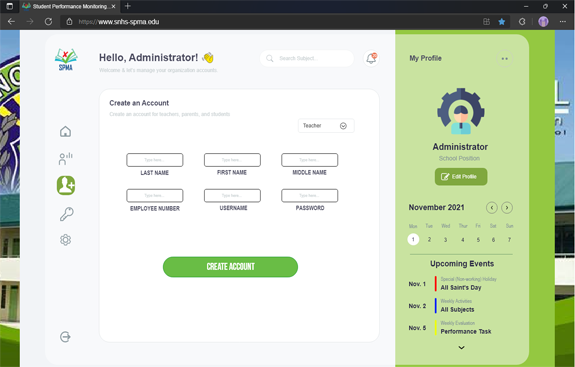 Student Performance Monitoring...
https://www.snhs-spma.edu
SPMA
Hello, Administrator!
Welcome & let's manage your organization accounts.
Search Subject...
Create an Account
Create an account for teachers, parents, and students.
Teacher
Type here... Type here... Type here...
LAST NAME FIRST NAME MIDDLE NAME
Type here... Type here... Type here...
EMPLOYEE NUMBER USERNAME PASSWORD
CREATE ACCOUNT
My Profile
Administrator
School Position
Edit Profile
November 2021
Mon Tue Wed Thu Fri Sat Sun
1 2 3 4 5 6 7
Upcoming Events
Special (Non-working) Holiday
Nov. 1 All Saint's Day
Weekly Activities
Nov. 2 All Subjects
Weekly Evaluation
Nov. 5 Performance Task